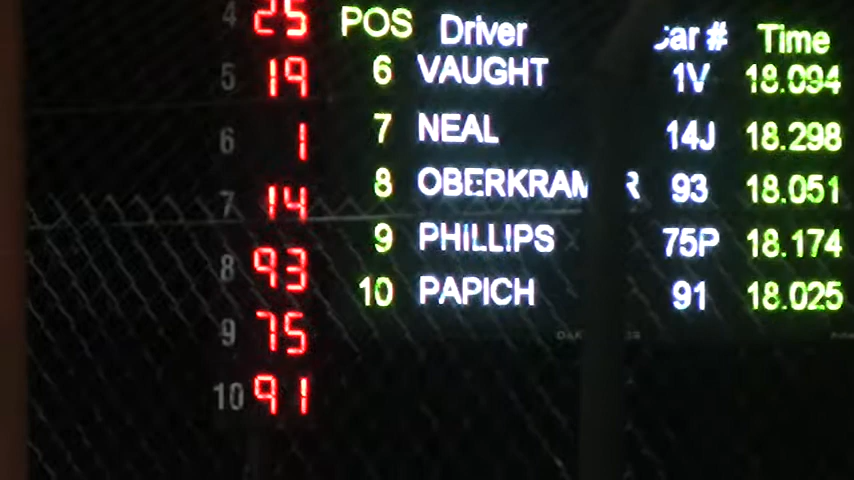 4 25
5 19
6 1
7 14
8 93
9 75
10 91
POS Driver Car # Time
6 VAUGHT 1V 18.094
7 NEAL 14J 18.298
8 OBERKRAM R 93 18.051
9 PHILLIPS 75P 18.174
10 PAPICH 91 18.025